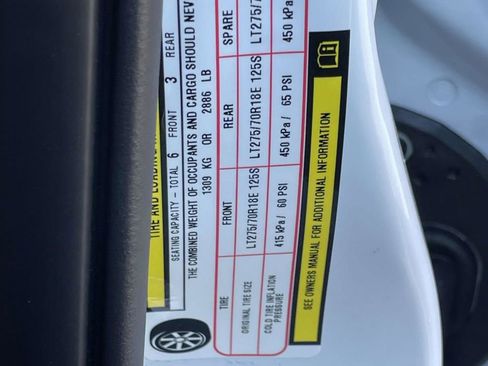 TIRE AND LOADING
SEATING CAPACITY - TOTAL 6 FRONT 3 REAR
THE COMBINED WEIGHT OF OCCUPANTS AND CARGO SHOULD NEV
1309 KG OR 2886 LB
TIRE FRONT REAR SPARE
ORIGINAL TIRE SIZE LT275/70R18E 125S LT275/70R18E 125S LT275/7
COLD TIRE INFLATION PRESSURE 415 kPa / 60 PSI 450 kPa / 65 PSI 450 kPa
SEE OWNERS MANUAL FOR ADDITIONAL INFORMATION